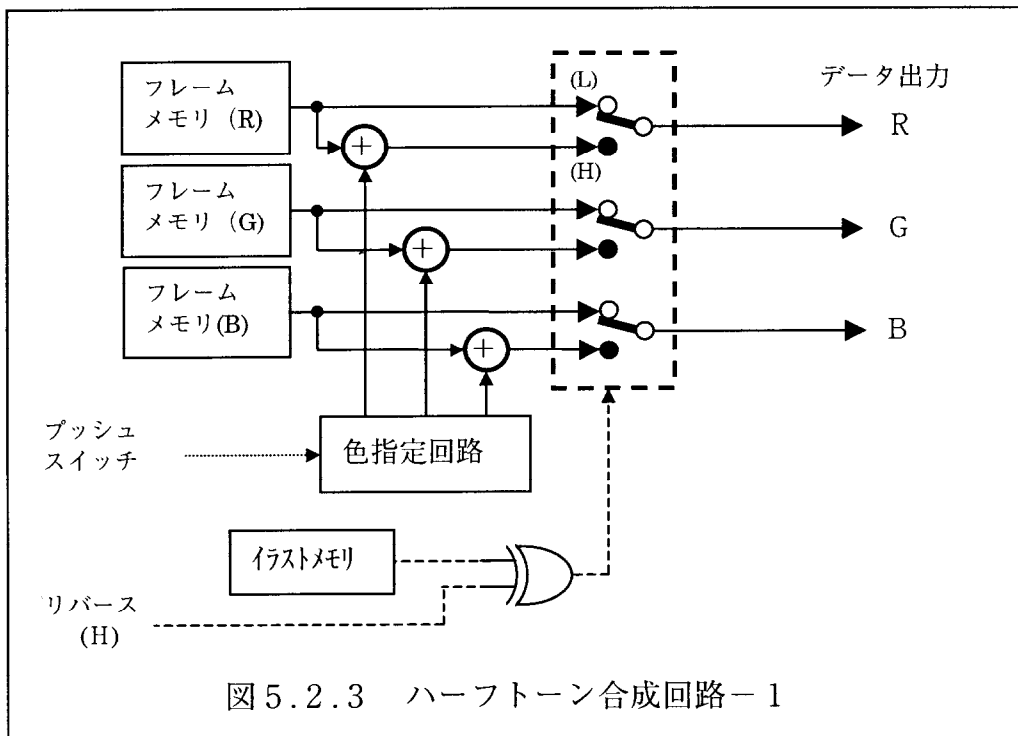 フレーム
メモリ (R)
(L)
データ出力
R
+
(H)
フレーム
メモリ (G)
G
+
フレーム
メモリ(B)
B
+
プッシュ
スイッチ
色指定回路
イラストメモリ
リバース
(H)
図5.2.3 ハーフトーン合成回路−1